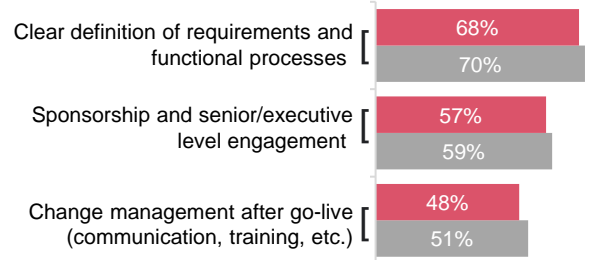 Clear definition of requirements and
functional processes
68%
70%
Sponsorship and senior/executive
level engagement
57%
59%
Change management after go-live
(communication, training, etc.)
48%
51%